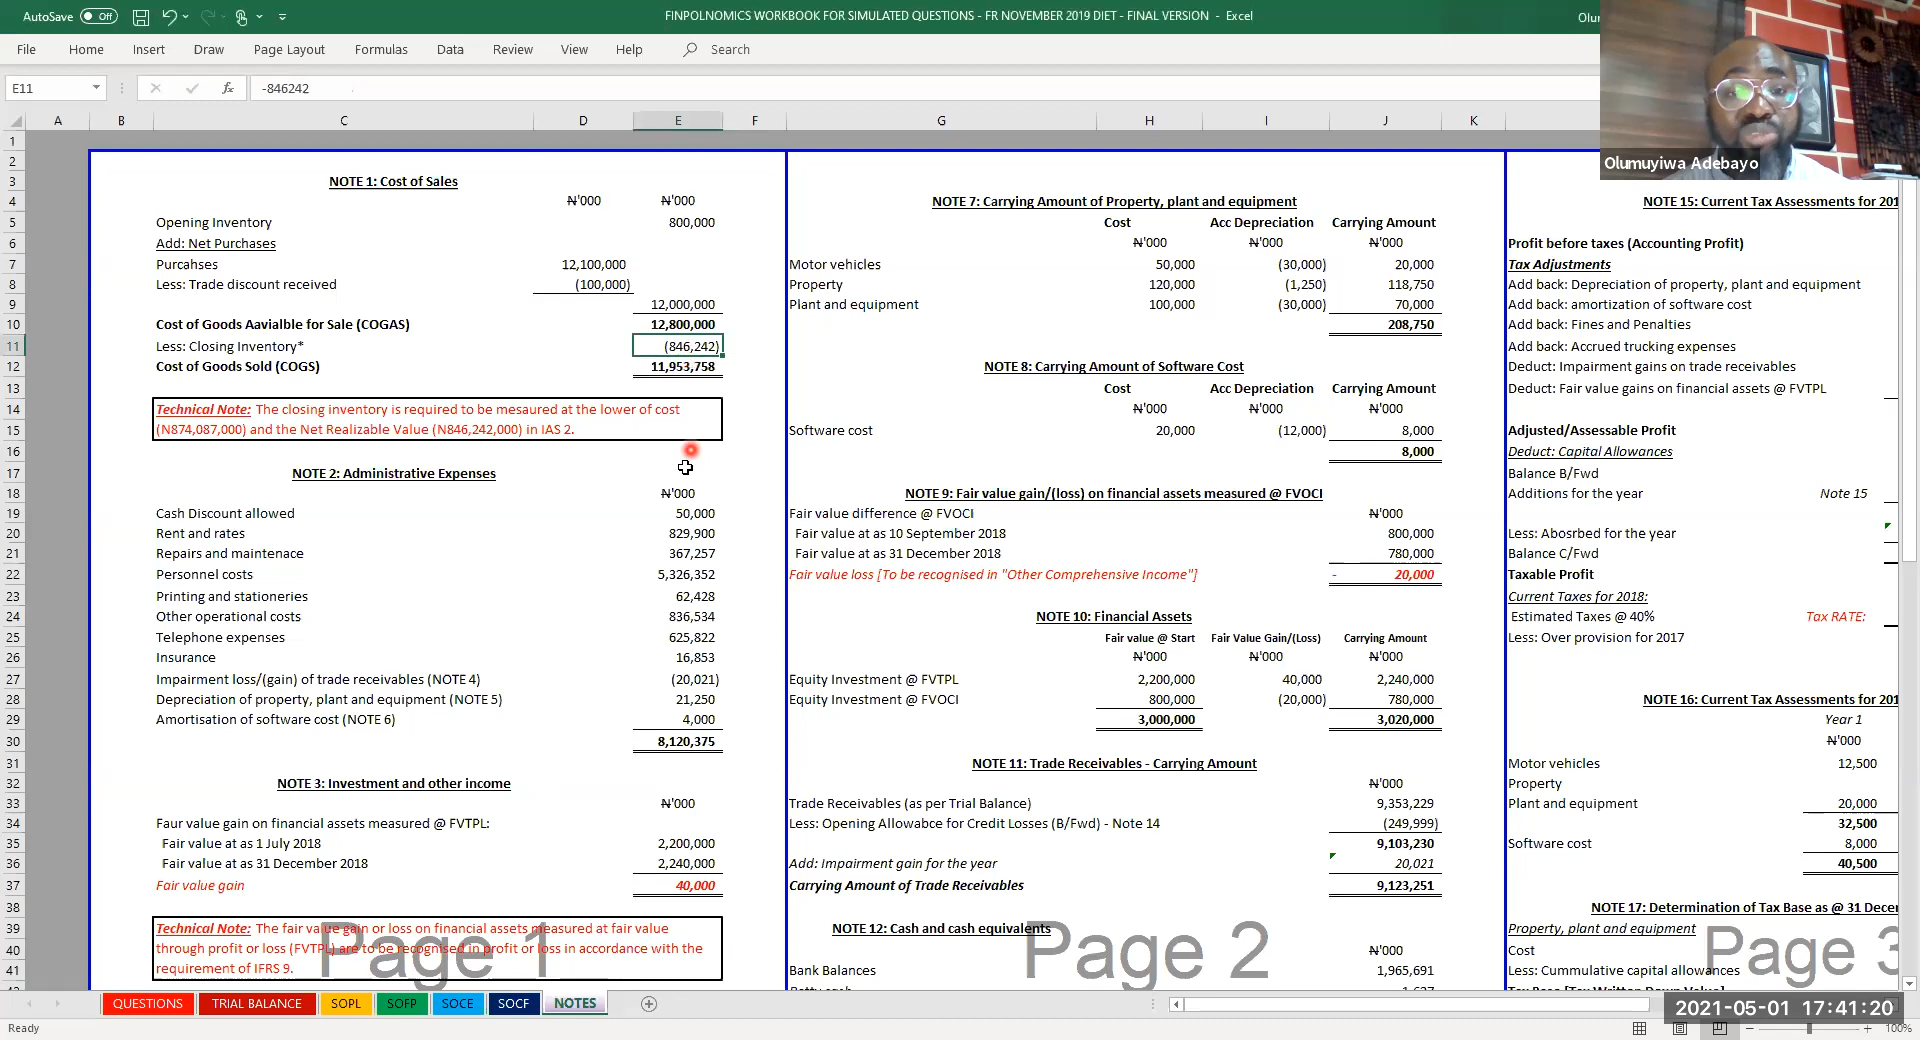 AutoSave Off
FINPOLNOMICS WORKBOOK FOR SIMULATED QUESTIONS - FR NOVEMBER 2019 DIET - FINAL VERSION - Excel
File Home Insert Draw Page Layout Formulas Data Review View Help Search
E11 fx -846242
Olumuyiwa Adebayo
A B C D E F G H I J K
NOTE 1: Cost of Sales
₦'000 ₦'000
Opening Inventory 800,000
Add: Net Purchases
Purcahses 12,100,000
Less: Trade discount received (100,000)
12,000,000
Cost of Goods Aavialble for Sale (COGAS) 12,800,000
Less: Closing Inventory* (846,242)
Cost of Goods Sold (COGS) 11,953,758
Technical Note: The closing inventory is required to be mesaured at the lower of cost
(N874,087,000) and the Net Realizable Value (N846,242,000) in IAS 2.
NOTE 2: Administrative Expenses
₦'000
Cash Discount allowed 50,000
Rent and rates 829,900
Repairs and maintenace 367,257
Personnel costs 5,326,352
Printing and stationeries 62,428
Other operational costs 836,534
Telephone expenses 625,822
Insurance 16,853
Impairment loss/(gain) of trade receivables (NOTE 4) (20,021)
Depreciation of property, plant and equipment (NOTE 5) 21,250
Amortisation of software cost (NOTE 6) 4,000
8,120,375
NOTE 3: Investment and other income
₦'000
Faur value gain on financial assets measured @ FVTPL:
Fair value at as 1 July 2018 2,200,000
Fair value at as 31 December 2018 2,240,000
Fair value gain 40,000
Technical Note: The fair value gain or loss on financial assets measured at fair value
through profit or loss (FVTPL) are to be recognised in profit or loss in accordance with the
requirement of IFRS 9.
Page 1
NOTE 7: Carrying Amount of Property, plant and equipment
Cost Acc Depreciation Carrying Amount
₦'000 ₦'000 ₦'000
Motor vehicles 50,000 (30,000) 20,000
Property 120,000 (1,250) 118,750
Plant and equipment 100,000 (30,000) 70,000
208,750
NOTE 8: Carrying Amount of Software Cost
Cost Acc Depreciation Carrying Amount
₦'000 ₦'000 ₦'000
Software cost 20,000 (12,000) 8,000
8,000
NOTE 9: Fair value gain/(loss) on financial assets measured @ FVOCI
Fair value difference @ FVOCI ₦'000
Fair value at as 10 September 2018 800,000
Fair value at as 31 December 2018 780,000
Fair value loss [To be recognised in "Other Comprehensive Income"] - 20,000
NOTE 10: Financial Assets
Fair value @ Start Fair Value Gain/(Loss) Carrying Amount
₦'000 ₦'000 ₦'000
Equity Investment @ FVTPL 2,200,000 40,000 2,240,000
Equity Investment @ FVOCI 800,000 (20,000) 780,000
3,000,000 3,020,000
NOTE 11: Trade Receivables - Carrying Amount
₦'000
Trade Receivables (as per Trial Balance) 9,353,229
Less: Opening Allowabce for Credit Losses (B/Fwd) - Note 14 (249,999)
9,103,230
Add: Impairment gain for the year 20,021
Carrying Amount of Trade Receivables 9,123,251
NOTE 12: Cash and cash equivalents
₦'000
Bank Balances 1,965,691
Page 2
NOTE 15: Current Tax Assessments for 201
Profit before taxes (Accounting Profit)
Tax Adjustments
Add back: Depreciation of property, plant and equipment
Add back: amortization of software cost
Add back: Fines and Penalties
Add back: Accrued trucking expenses
Deduct: Impairment gains on trade receivables
Deduct: Fair value gains on financial assets @ FVTPL
Adjusted/Assessable Profit
Deduct: Capital Allowances
Balance B/Fwd
Additions for the year Note 15
Less: Abosrbed for the year
Balance C/Fwd
Taxable Profit
Current Taxes for 2018:
Estimated Taxes @ 40% Tax RATE:
Less: Over provision for 2017
NOTE 16: Current Tax Assessments for 201
Year 1
₦'000
Motor vehicles 12,500
Property
Plant and equipment 20,000
32,500
Software cost 8,000
40,500
NOTE 17: Determination of Tax Base as @ 31 Decer
Property, plant and equipment
Cost
Less: Cummulative capital allowances
Page 3
QUESTIONS TRIAL BALANCE SOPL SOFP SOCE SOCF NOTES
2021-05-01 17:41:20
Ready 100%